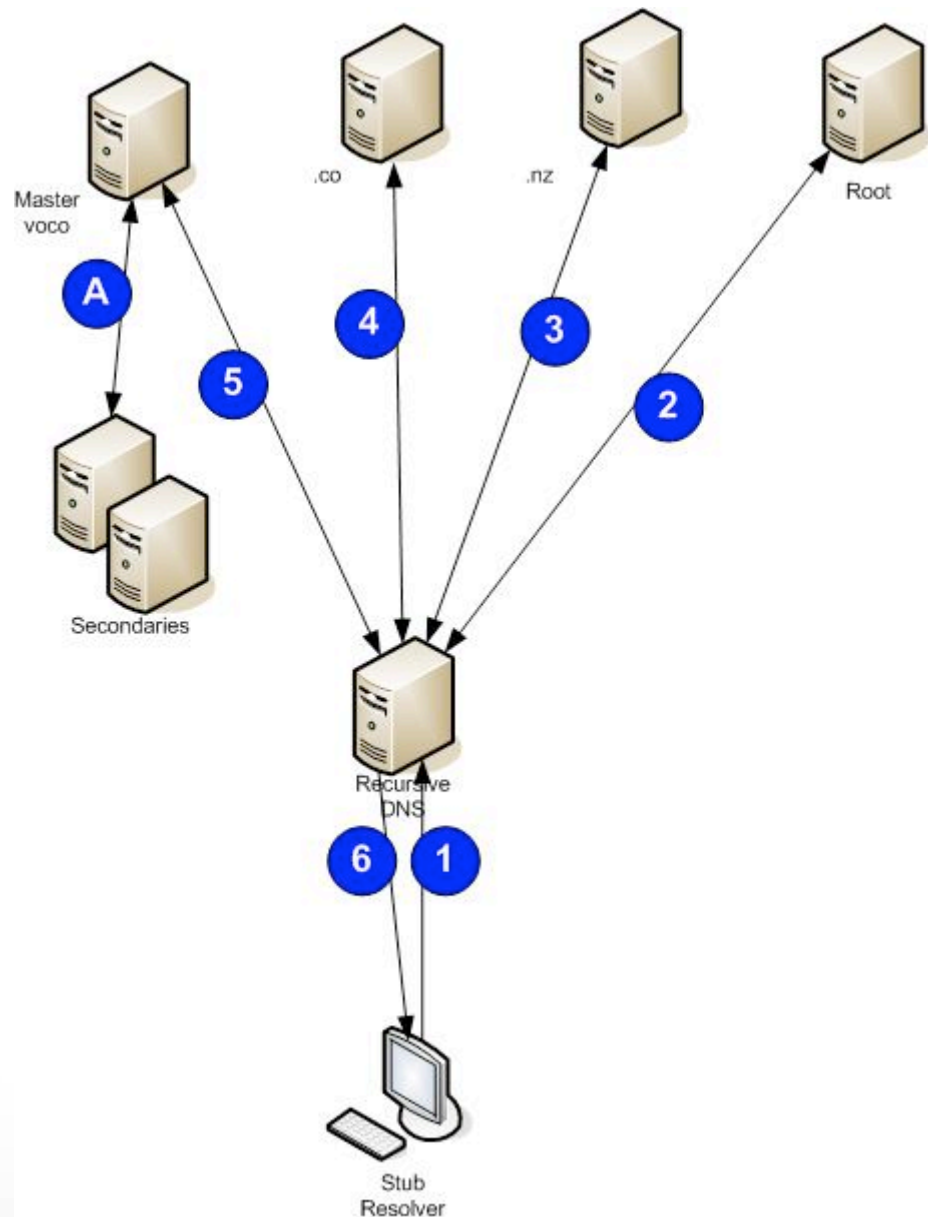 .co
.nz
Root
Master
voco
A
4
3
5
2
Secondaries
Recursive
DNS
6
1
Stub
Resolver